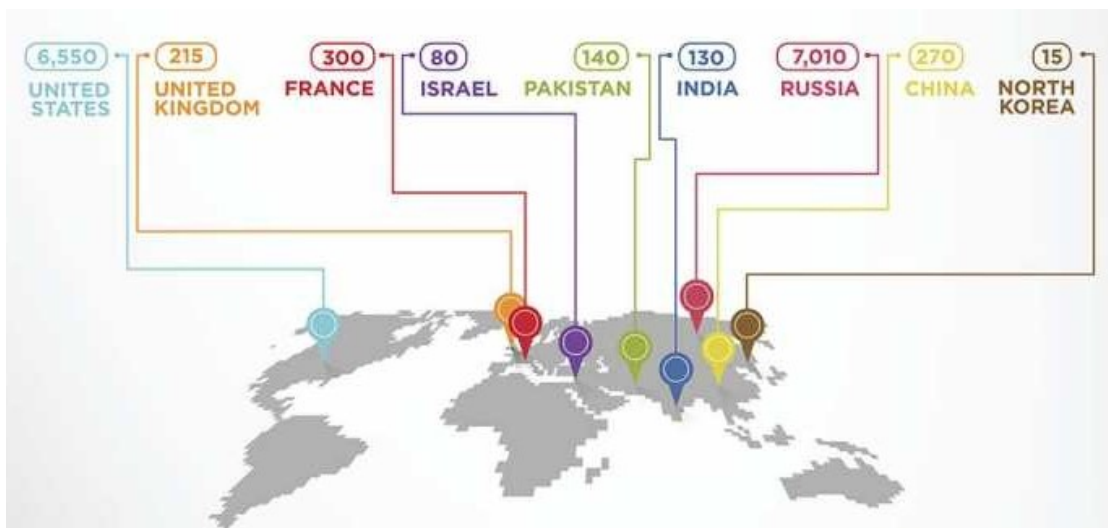 6,550
UNITED
STATES
215
UNITED
KINGDOM
300
FRANCE
80
ISRAEL
140
PAKISTAN
130
INDIA
7,010
RUSSIA
270
CHINA
15
NORTH
KOREA